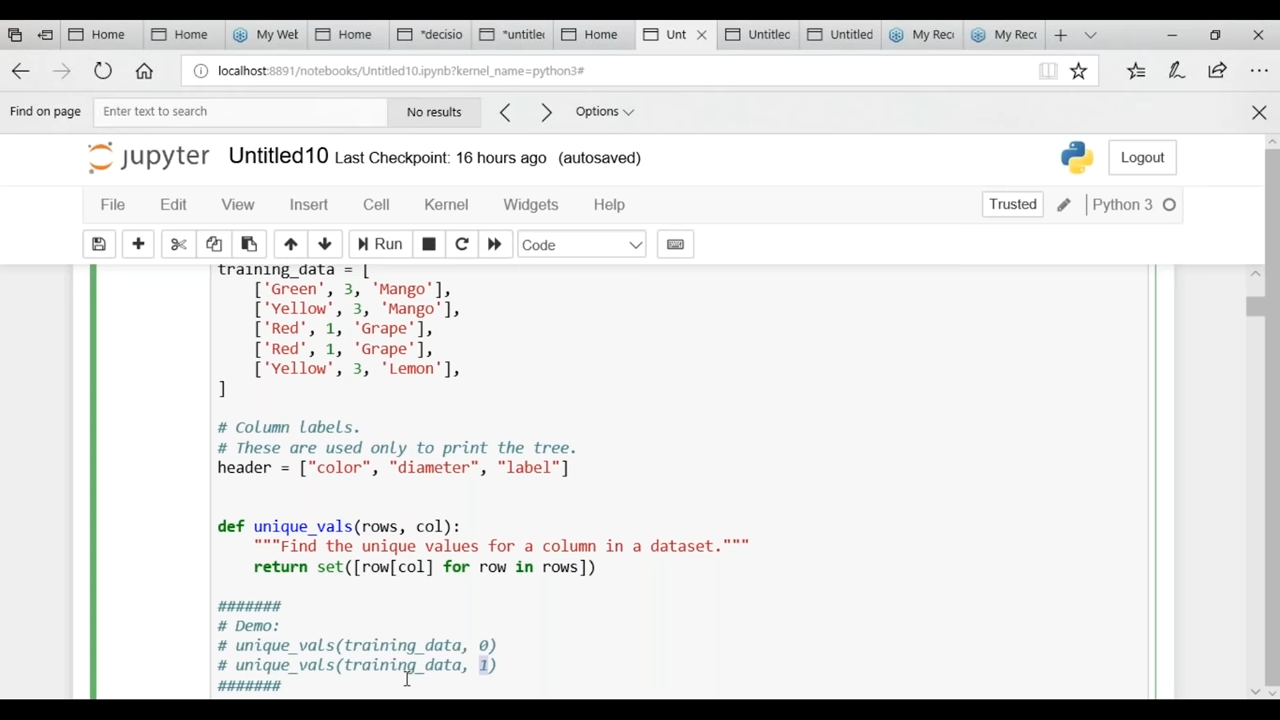 Home
Home
My Web
Home
*decisio
*untitled
Home
Unt
Untitled
Untitled
My Rec
My Rec
localhost:8891/notebooks/Untitled10.ipynb?kernel_name=python3#
Find on page
Enter text to search
No results
Options
jupyter Untitled10 Last Checkpoint: 16 hours ago (autosaved)
Logout
File Edit View Insert Cell Kernel Widgets Help
Trusted
Python 3
Run
Code
training_data = [
['Green', 3, 'Mango'],
['Yellow', 3, 'Mango'],
['Red', 1, 'Grape'],
['Red', 1, 'Grape'],
['Yellow', 3, 'Lemon'],
]
# Column labels.
# These are used only to print the tree.
header = ["color", "diameter", "label"]
def unique_vals(rows, col):
"""Find the unique values for a column in a dataset."""
return set([row[col] for row in rows])
#######
# Demo:
# unique_vals(training_data, 0)
# unique_vals(training_data, 1)
#######